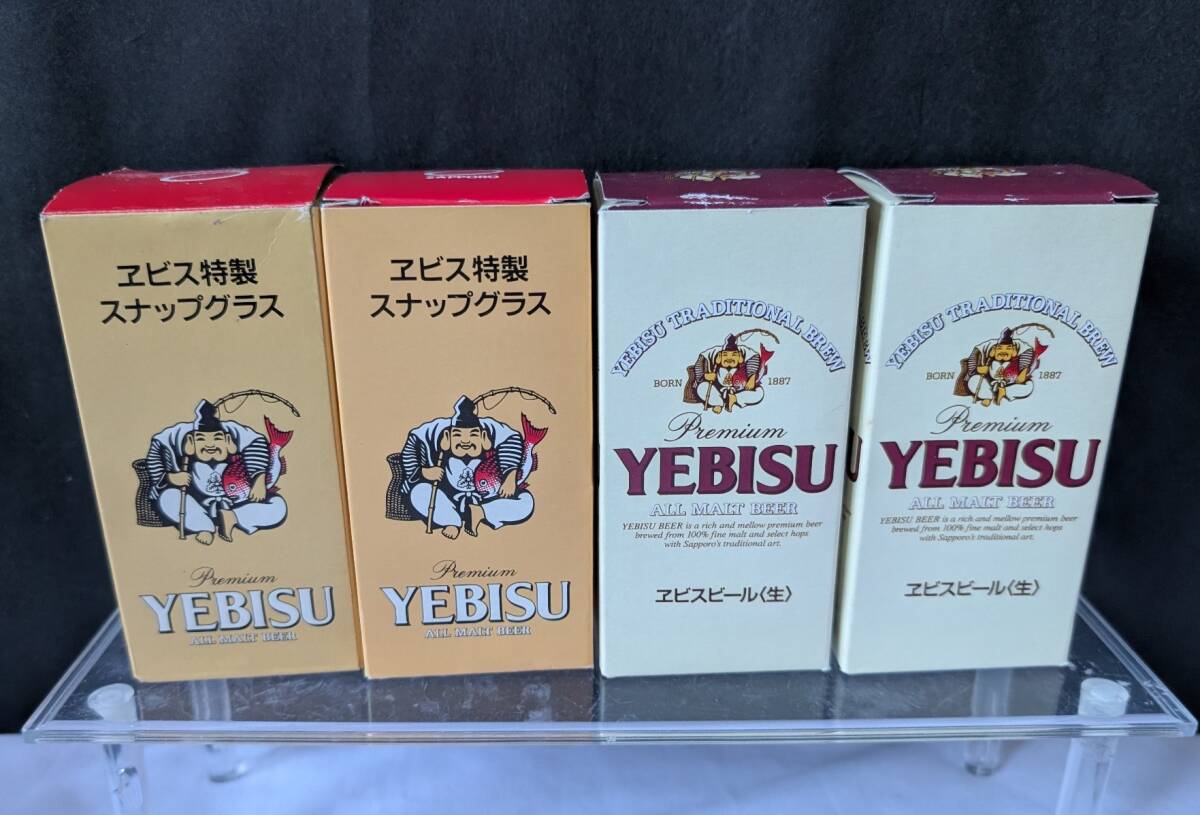 SAPPORO
ヱビス特製
スナップグラス
Premium
YEBISU
ALL MALT BEER
ヱビス特製
スナップグラス
Premium
YEBISU
ALL MALT BEER
YEBISU TRADITIONAL BREW
BORN 1887
Premium
YEBISU
ALL MALT BEER
YEBISU BEER is a rich and mellow premium beer
brewed from 100% fine malt and select hops
with Sapporo's traditional art.
ヱビスビール〈生〉
YEBISU TRADITIONAL BREW
BORN 1887
Premium
YEBISU
ALL MALT BEER
YEBISU BEER is a rich and mellow premium beer
brewed from 100% fine malt and select hops
with Sapporo's traditional art.
ヱビスビール〈生〉